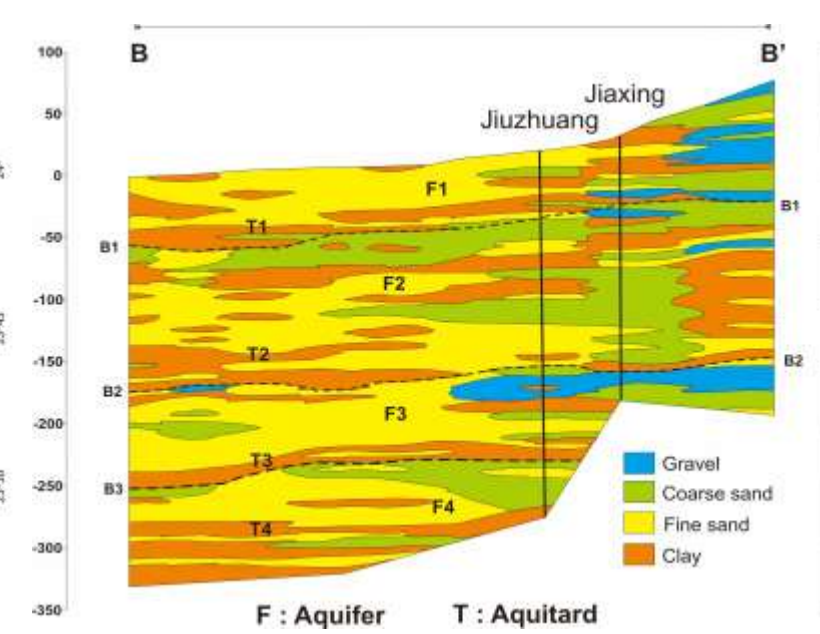 B
B'
100
50
0
-50
-100
-150
-200
-250
-300
-350
Jiaxing
Jiuzhuang
F1
T1
B1
B1
F2
T2
B2
B2
F3
T3
B3
F4
T4
Gravel
Coarse sand
Fine sand
Clay
F : Aquifer
T : Aquitard